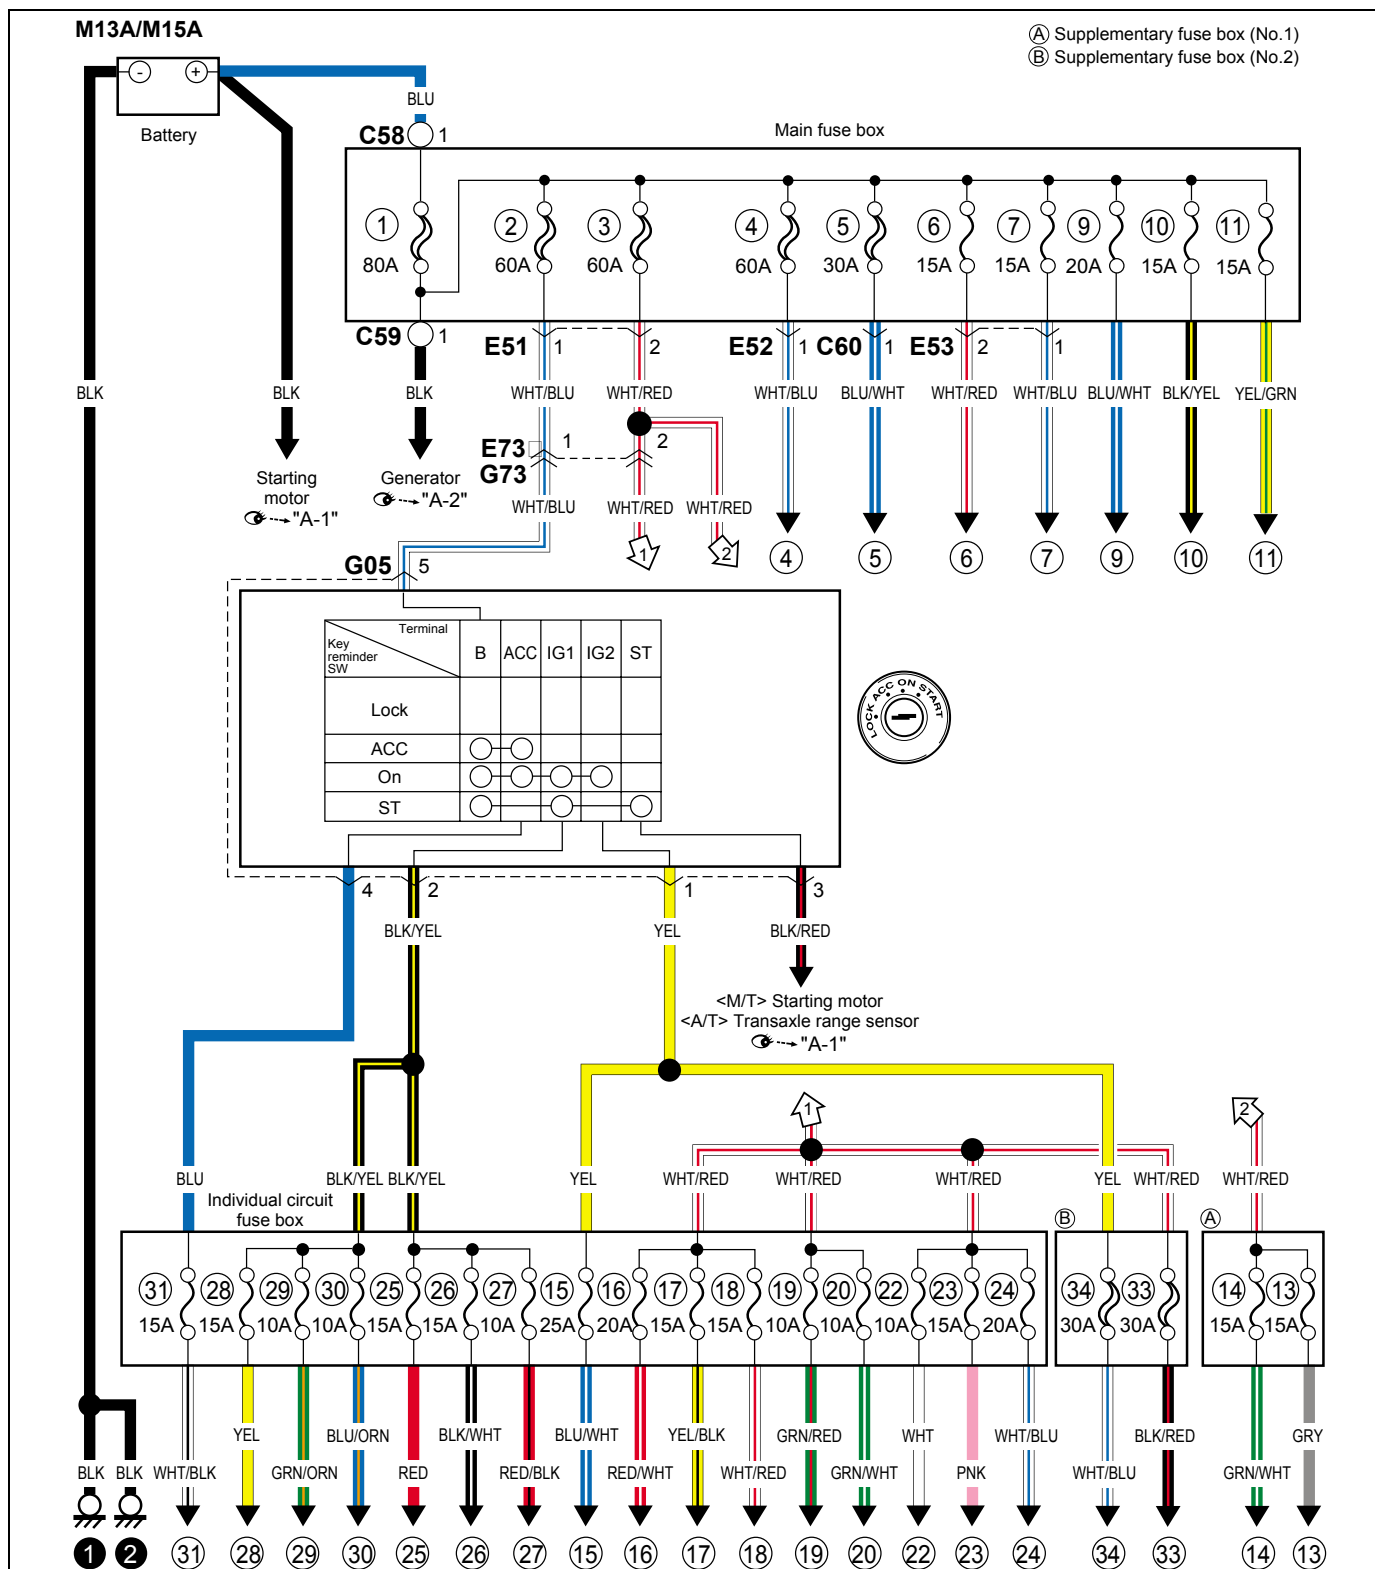 M13A/M15A
Ⓐ Supplementary fuse box (No.1)
Ⓑ Supplementary fuse box (No.2)
- +
Battery
BLU
C58 1
Main fuse box
1 2 3 4 5 6 7 9 10 11
80A 60A 60A 60A 30A 15A 15A 20A 15A 15A
C59 1 E51 1 2 E52 1 C60 1 E53 2 1
BLK BLK BLK WHT/BLU WHT/RED WHT/BLU BLU/WHT WHT/RED WHT/BLU BLU/WHT BLK/YEL YEL/GRN
E73 1 2
G73
Starting motor "A-1"
Generator "A-2"
WHT/BLU WHT/RED WHT/RED
1 2 4 5 6 7 9 10 11
G05 5
Terminal
Key reminder SW
B ACC IG1 IG2 ST
Lock
ACC
On
ST
LOCK ACC ON START
4 2 1 3
BLK/YEL YEL BLK/RED
<M/T> Starting motor
<A/T> Transaxle range sensor
"A-1"
1 2
BLU BLK/YEL BLK/YEL YEL WHT/RED WHT/RED WHT/RED YEL WHT/RED WHT/RED
Individual circuit fuse box
B A
31 28 29 30 25 26 27 15 16 17 18 19 20 22 23 24 34 33 14 13
15A 15A 10A 10A 15A 15A 10A 25A 20A 15A 15A 10A 10A 10A 15A 20A 30A 30A 15A 15A
YEL BLU/ORN BLK/WHT BLU/WHT YEL/BLK GRN/RED WHT WHT/BLU BLK/RED GRY
BLK BLK WHT/BLK GRN/ORN RED RED/BLK RED/WHT WHT/RED GRN/WHT PNK WHT/BLU GRN/WHT
1 2 31 28 29 30 25 26 27 15 16 17 18 19 20 22 23 24 34 33 14 13